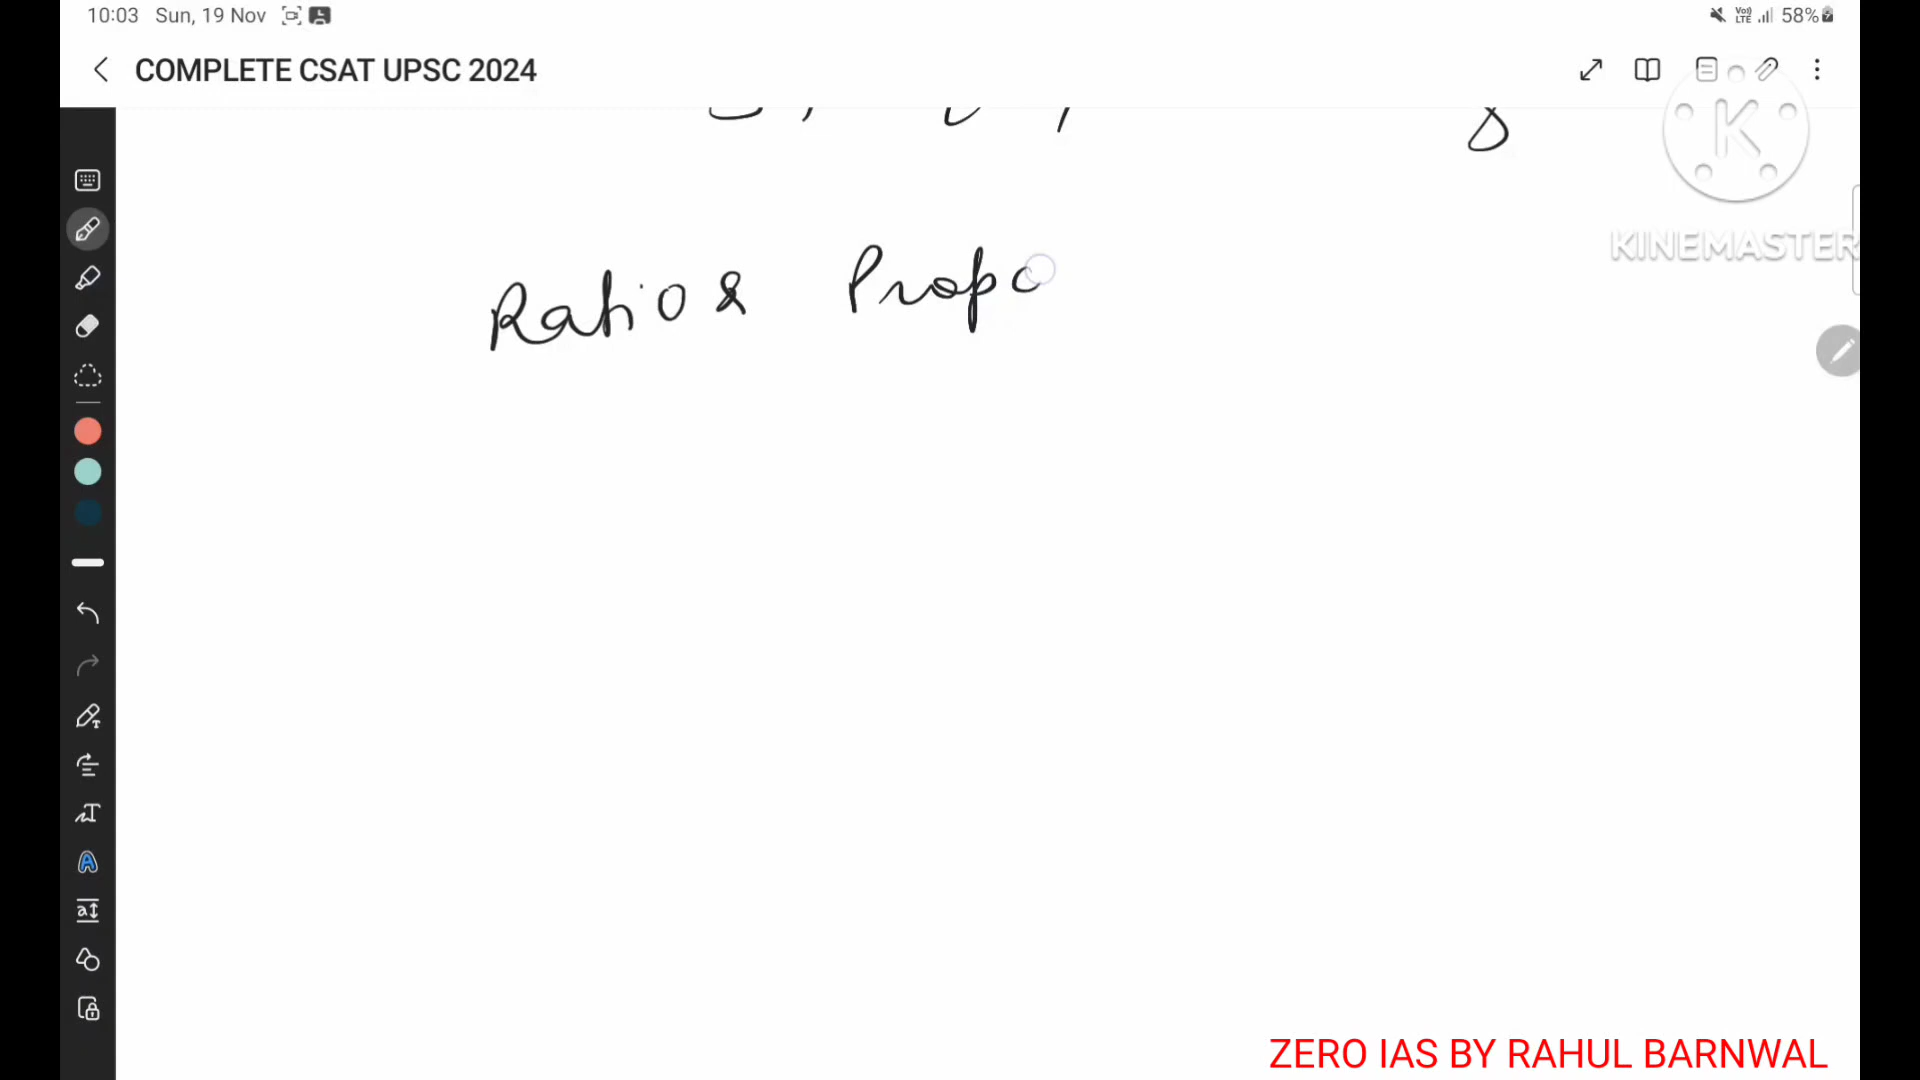 10:03 Sun, 19 Nov 58%
COMPLETE CSAT UPSC 2024
K
KINEMASTER
Ratio & Propo
ZERO IAS BY RAHUL BARNWAL